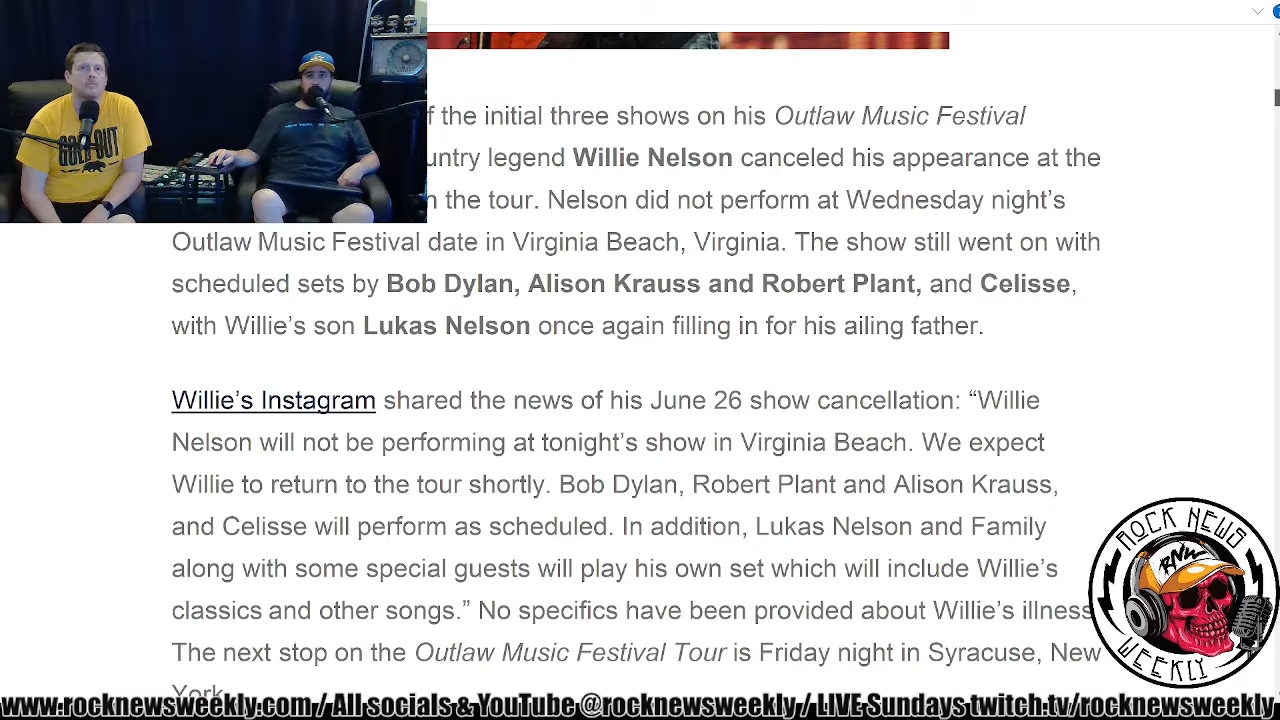 f the initial three shows on his Outlaw Music Festival
untry legend Willie Nelson canceled his appearance at the
n the tour. Nelson did not perform at Wednesday night’s
Outlaw Music Festival date in Virginia Beach, Virginia. The show still went on with
scheduled sets by Bob Dylan, Alison Krauss and Robert Plant, and Celisse,
with Willie’s son Lukas Nelson once again filling in for his ailing father.
Willie’s Instagram shared the news of his June 26 show cancellation: “Willie
Nelson will not be performing at tonight’s show in Virginia Beach. We expect
Willie to return to the tour shortly. Bob Dylan, Robert Plant and Alison Krauss,
and Celisse will perform as scheduled. In addition, Lukas Nelson and Family
along with some special guests will play his own set which will include Willie’s
classics and other songs.” No specifics have been provided about Willie’s illness
The next stop on the Outlaw Music Festival Tour is Friday night in Syracuse, New
York
GOLD OUT
ROCK NEWS
RNW
WEEKLY
www.rocknewsweekly.com / All socials & YouTube @rocknewsweekly / LIVE Sundays twitch.tv/rocknewsweekly